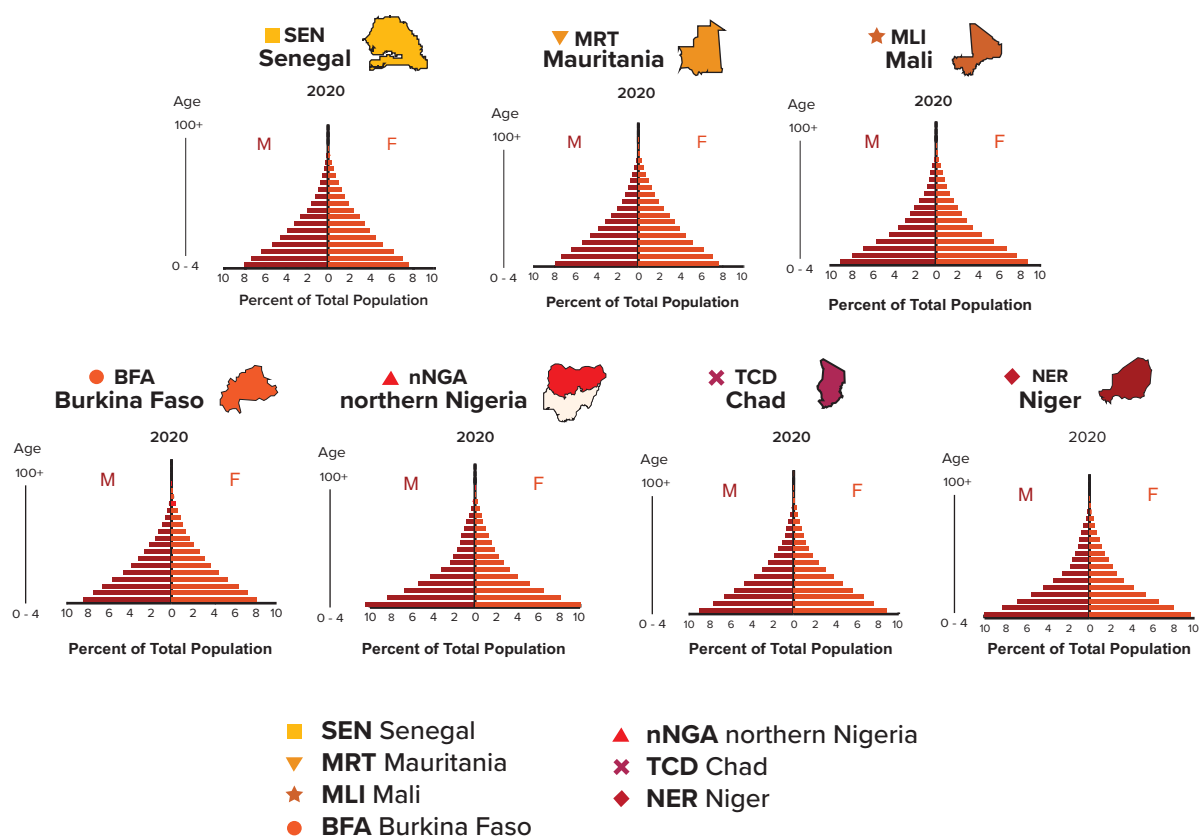 SEN
Senegal
2020
Age
100+
M
F
0 - 4
10 8 6 4 2 0 2 4 6 8 10
Percent of Total Population
MRT
Mauritania
2020
Age
100+
M
F
0 - 4
10 8 6 4 2 0 2 4 6 8 10
Percent of Total Population
MLI
Mali
2020
Age
100+
M
F
0 - 4
10 8 6 4 2 0 2 4 6 8 10
Percent of Total Population
BFA
Burkina Faso
2020
Age
100+
M
F
0 - 4
10 8 6 4 2 0 2 4 6 8 10
Percent of Total Population
nNGA
northern Nigeria
2020
Age
100+
M
F
0 - 4
10 8 6 4 2 0 2 4 6 8 10
Percent of Total Population
TCD
Chad
2020
Age
100+
M
F
0 - 4
10 8 6 4 2 0 2 4 6 8 10
Percent of Total Population
NER
Niger
2020
Age
100+
M
F
0 - 4
10 8 6 4 2 0 2 4 6 8 10
Percent of Total Population
SEN Senegal
MRT Mauritania
MLI Mali
BFA Burkina Faso
nNGA northern Nigeria
TCD Chad
NER Niger